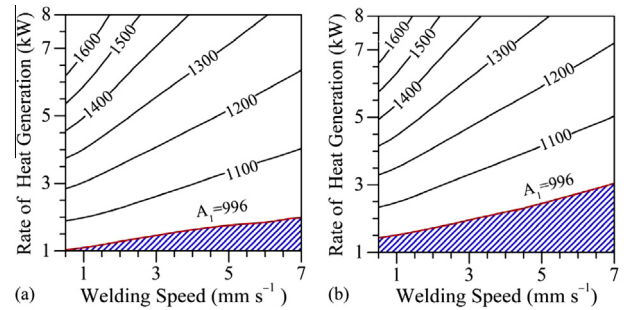 Rate of Heat Generation (kW)
8
7
5
3
1
1600
1500
1400
1300
1200
1100
A1=996
1 3 5 7
(a) Welding Speed (mm s⁻¹)
Rate of Heat Generation (kW)
8
7
5
3
1
1600
1500
1400
1300
1200
1100
A1=996
1 3 5 7
(b) Welding Speed (mm s⁻¹)